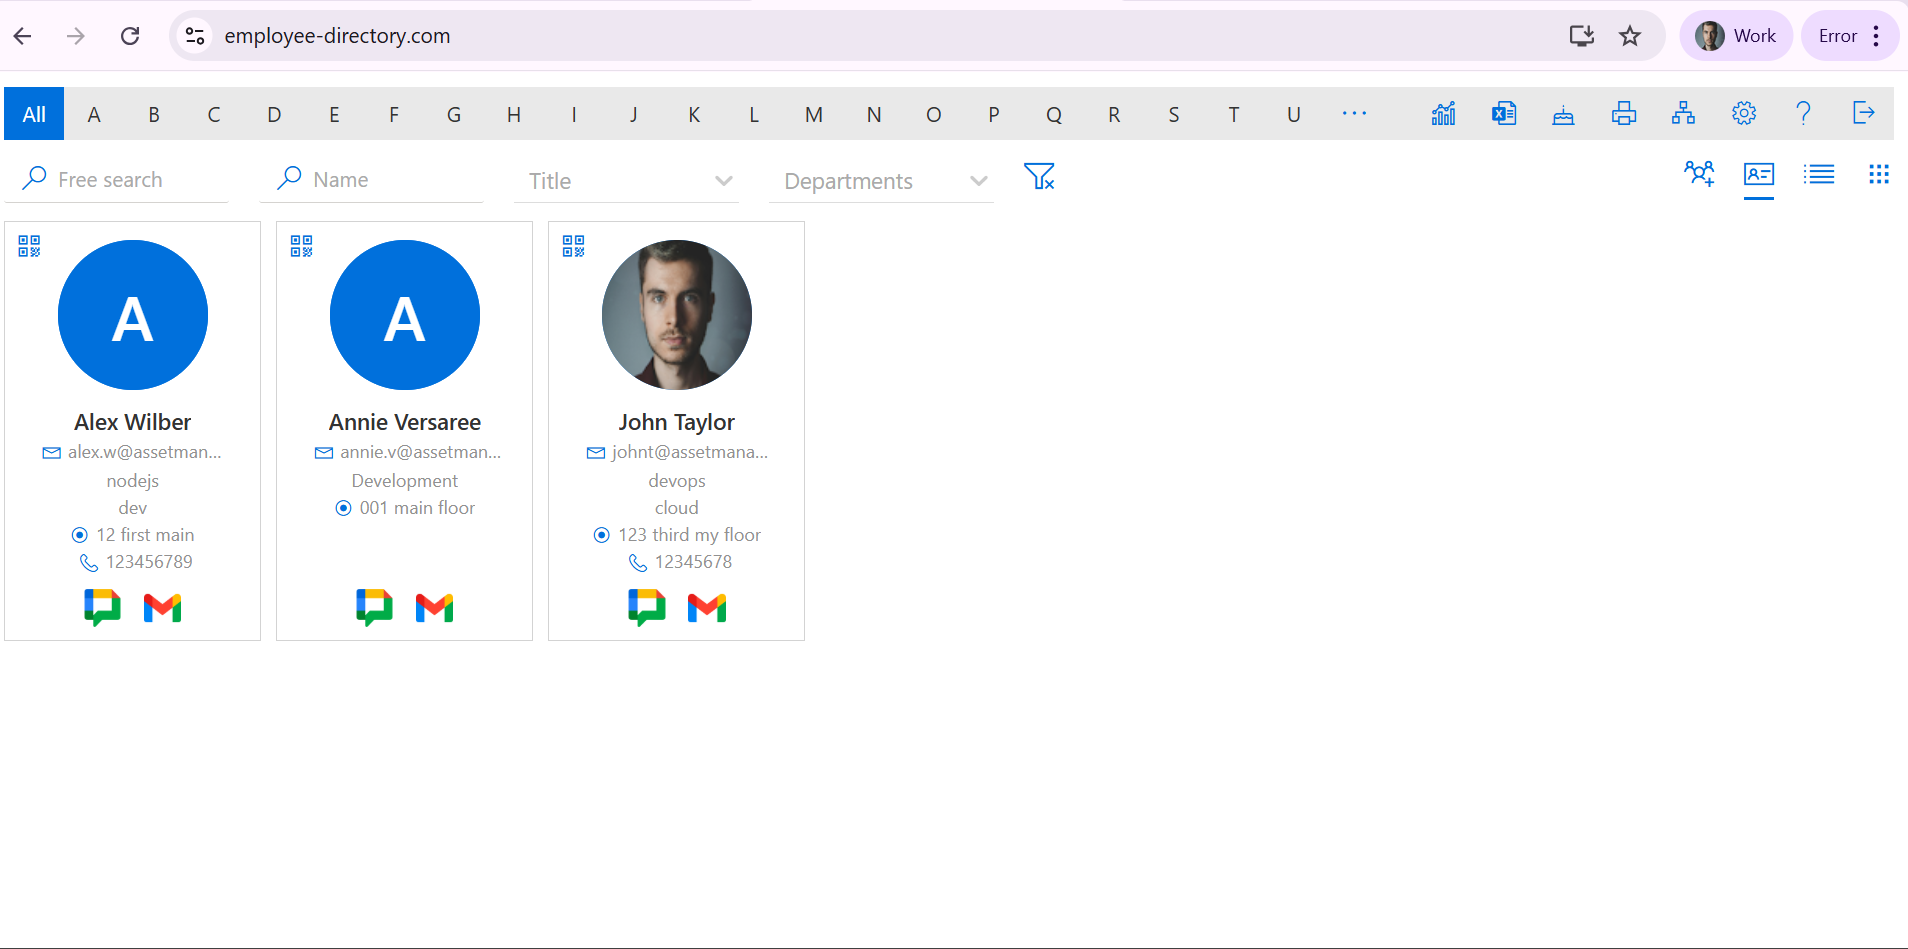 employee-directory.com
Work
Error
All A B C D E F G H I J K L M N O P Q R S T U ...
Free search
Name
Title
Departments
A
Alex Wilber
alex.w@assetman...
nodejs
dev
12 first main
123456789
A
Annie Versaree
annie.v@assetman...
Development
001 main floor
John Taylor
johnt@assetmana...
devops
cloud
123 third my floor
12345678